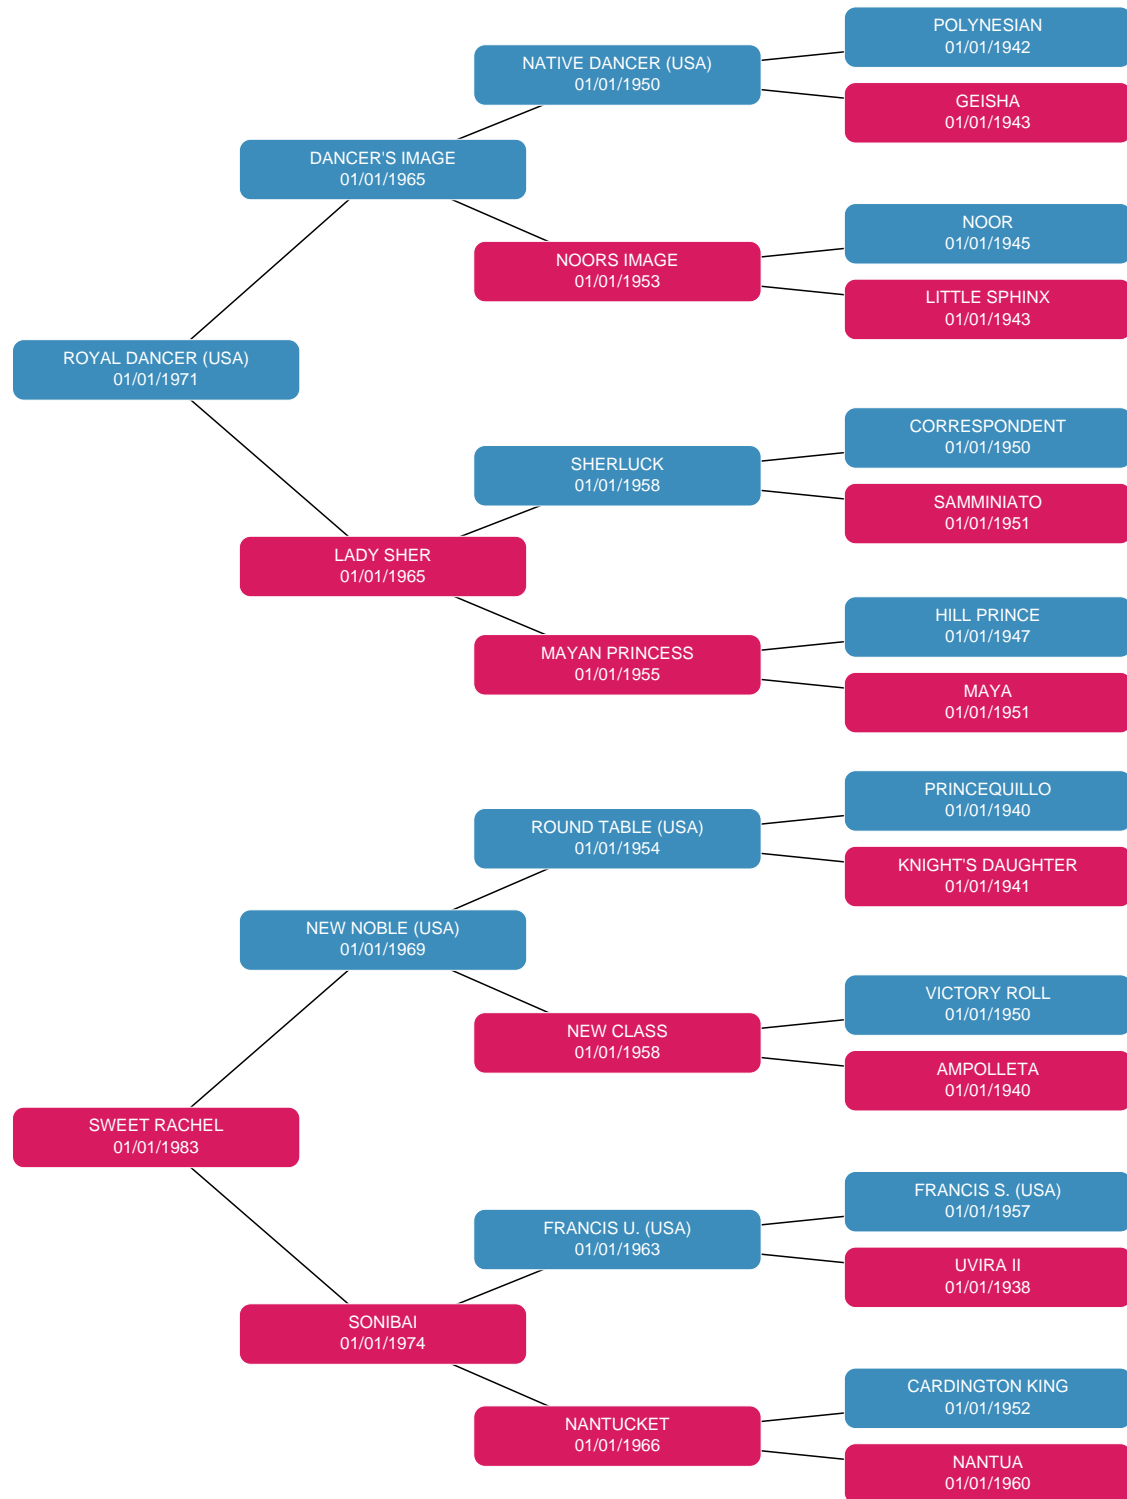 POLYNESIAN
01/01/1942
NATIVE DANCER (USA)
01/01/1950
GEISHA
01/01/1943
DANCER'S IMAGE
01/01/1965
NOOR
01/01/1945
NOORS IMAGE
01/01/1953
LITTLE SPHINX
01/01/1943
ROYAL DANCER (USA)
01/01/1971
CORRESPONDENT
01/01/1950
SHERLUCK
01/01/1958
SAMMINIATO
01/01/1951
LADY SHER
01/01/1965
HILL PRINCE
01/01/1947
MAYAN PRINCESS
01/01/1955
MAYA
01/01/1951
PRINCEQUILLO
01/01/1940
ROUND TABLE (USA)
01/01/1954
KNIGHT'S DAUGHTER
01/01/1941
NEW NOBLE (USA)
01/01/1969
VICTORY ROLL
01/01/1950
NEW CLASS
01/01/1958
AMPOLLETA
01/01/1940
SWEET RACHEL
01/01/1983
FRANCIS S. (USA)
01/01/1957
FRANCIS U. (USA)
01/01/1963
UVIRA II
01/01/1938
SONIBAI
01/01/1974
CARDINGTON KING
01/01/1952
NANTUCKET
01/01/1966
NANTUA
01/01/1960